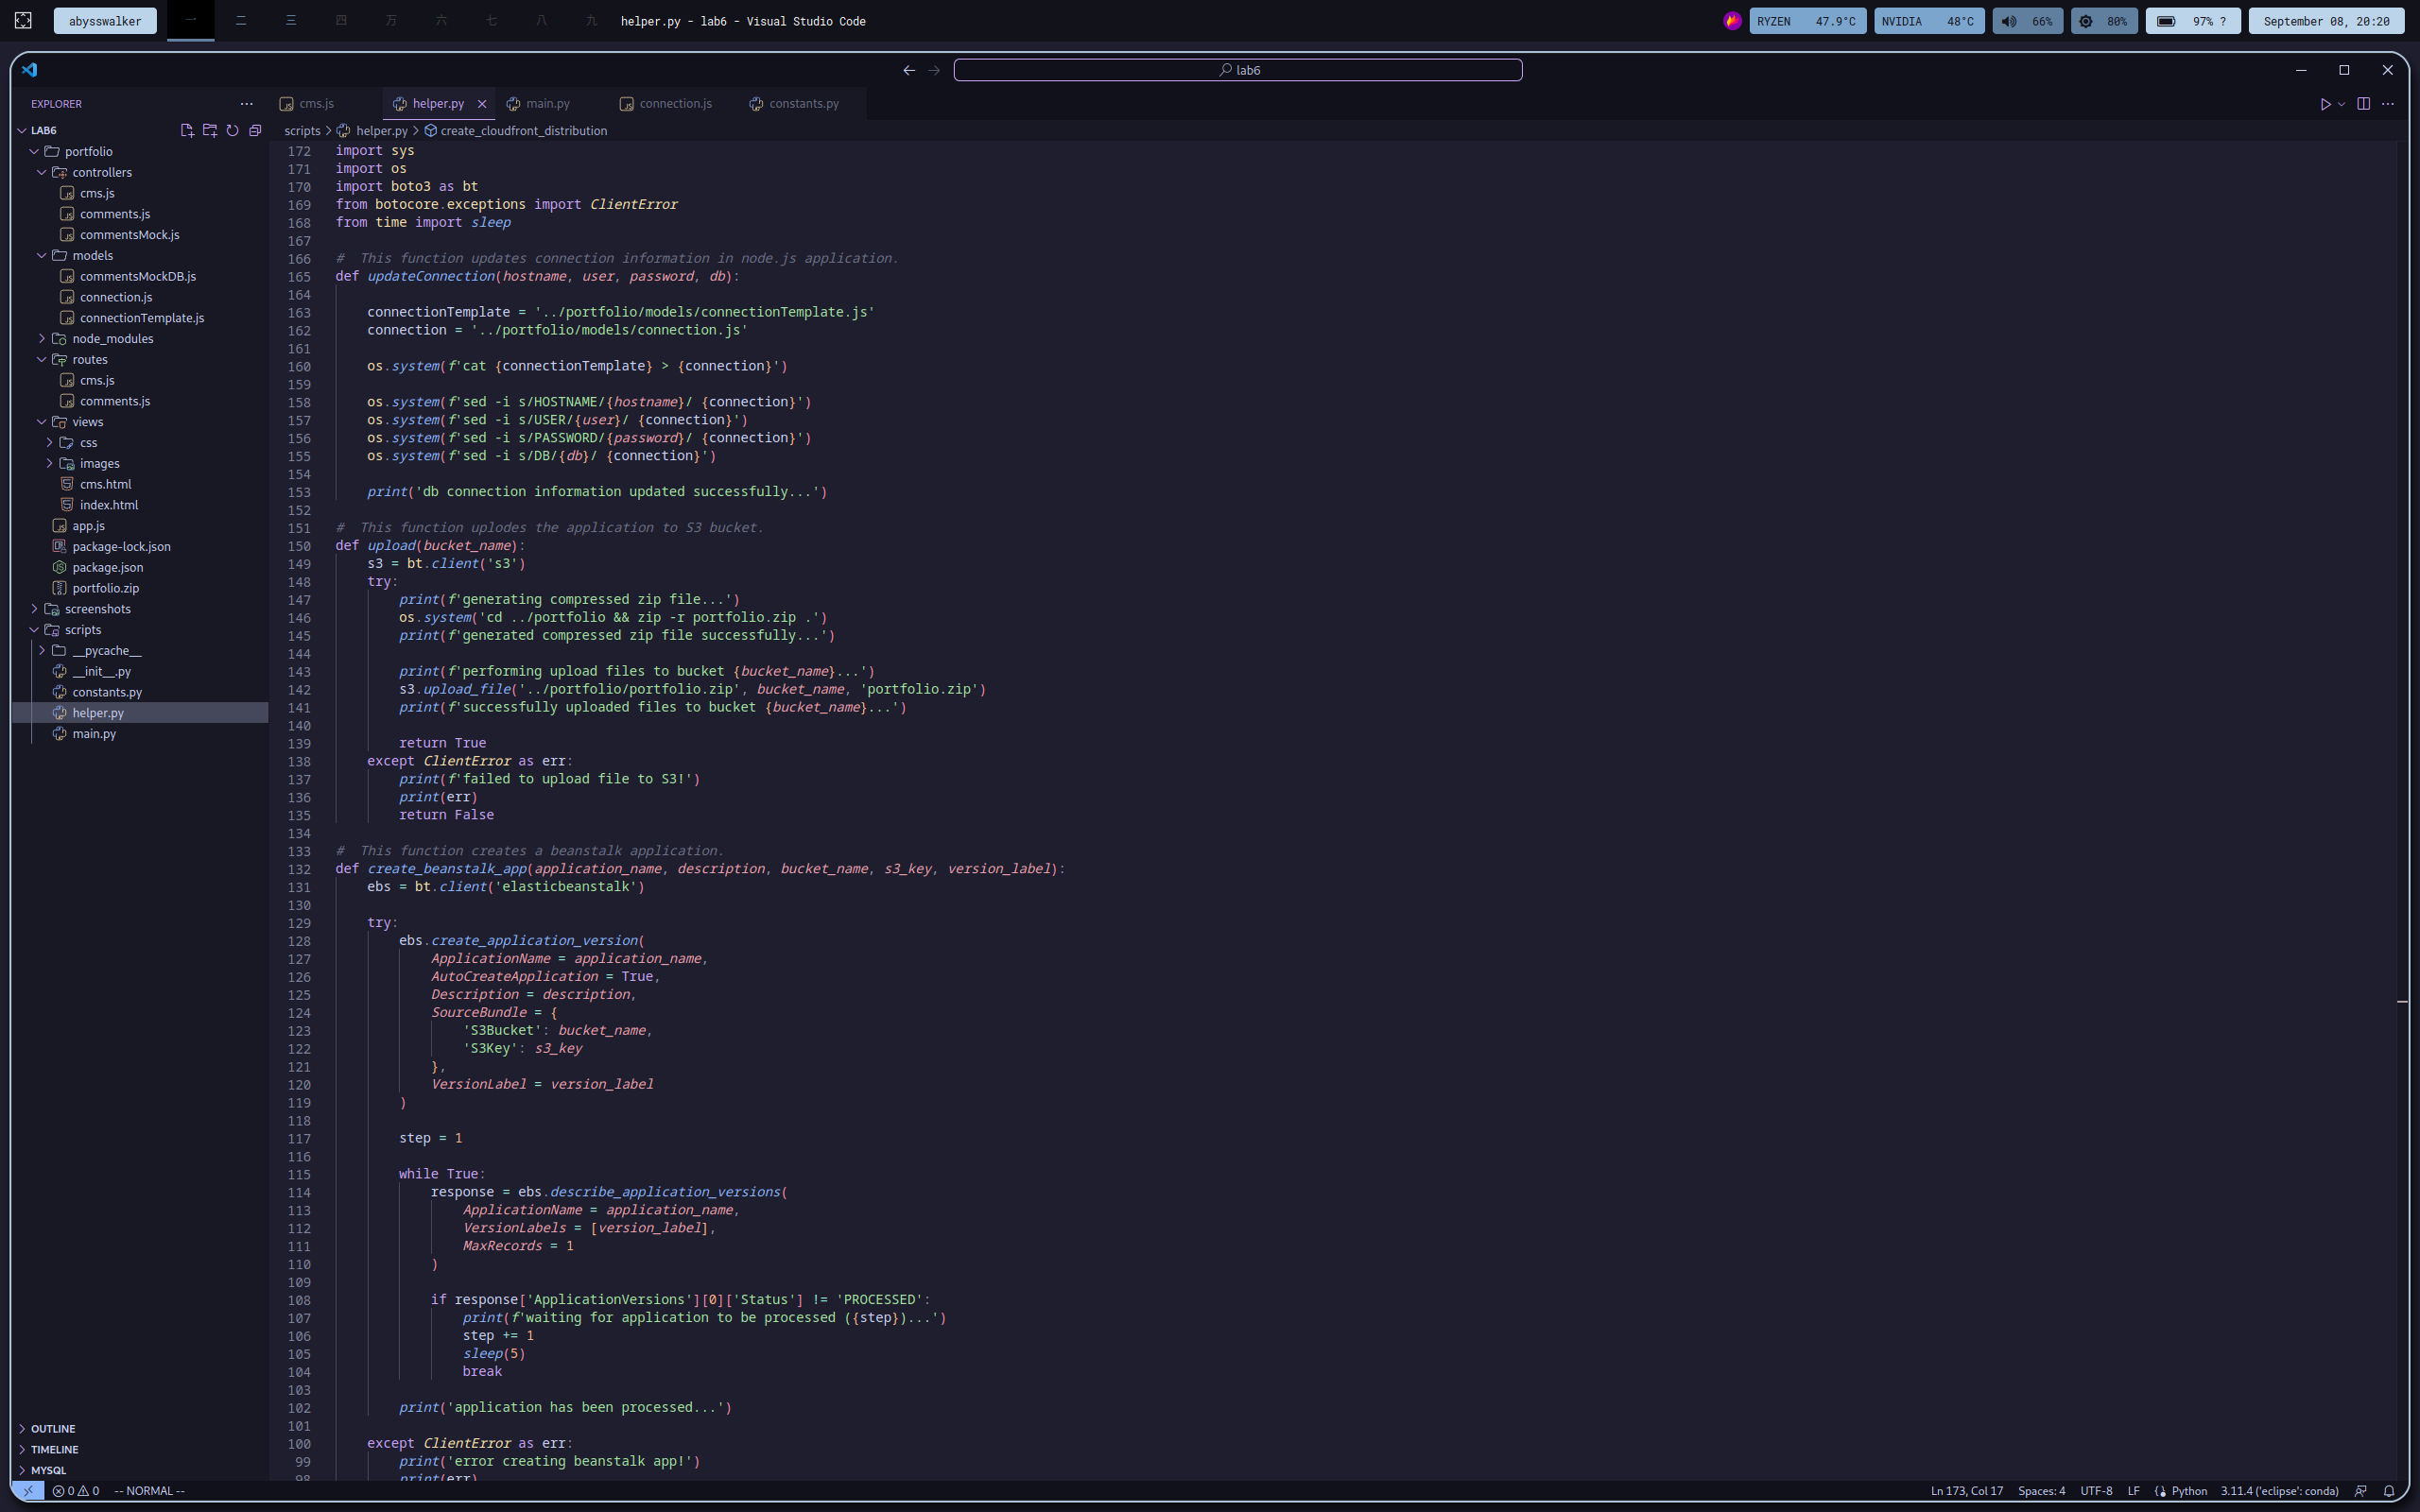 abysswalker 一 二 三 四 万 六 七 八 九 helper.py - lab6 - Visual Studio Code RYZEN 47.9°C NVIDIA 48°C 66% 80% 97% ? September 08, 20:20
lab6
EXPLORER
LAB6
portfolio
controllers
cms.js
comments.js
commentsMock.js
models
commentsMockDB.js
connection.js
connectionTemplate.js
node_modules
routes
cms.js
comments.js
views
css
images
cms.html
index.html
app.js
package-lock.json
package.json
portfolio.zip
screenshots
scripts
__pycache__
__init__.py
constants.py
helper.py
main.py
OUTLINE
TIMELINE
MYSQL
cms.js helper.py main.py connection.js constants.py
scripts > helper.py > create_cloudfront_distribution
172 import sys
171 import os
170 import boto3 as bt
169 from botocore.exceptions import ClientError
168 from time import sleep
167
166 #  This function updates connection information in node.js application.
165 def updateConnection(hostname, user, password, db):
164
163     connectionTemplate = '../portfolio/models/connectionTemplate.js'
162     connection = '../portfolio/models/connection.js'
161
160     os.system(f'cat {connectionTemplate} > {connection}')
159
158     os.system(f'sed -i s/HOSTNAME/{hostname}/ {connection}')
157     os.system(f'sed -i s/USER/{user}/ {connection}')
156     os.system(f'sed -i s/PASSWORD/{password}/ {connection}')
155     os.system(f'sed -i s/DB/{db}/ {connection}')
154
153     print('db connection information updated successfully...')
152
151 #  This function uplodes the application to S3 bucket.
150 def upload(bucket_name):
149     s3 = bt.client('s3')
148     try:
147         print(f'generating compressed zip file...')
146         os.system('cd ../portfolio && zip -r portfolio.zip .')
145         print(f'generated compressed zip file successfully...')
144
143         print(f'performing upload files to bucket {bucket_name}...')
142         s3.upload_file('../portfolio/portfolio.zip', bucket_name, 'portfolio.zip')
141         print(f'successfully uploaded files to bucket {bucket_name}...')
140
139         return True
138     except ClientError as err:
137         print(f'failed to upload file to S3!')
136         print(err)
135         return False
134
133 #  This function creates a beanstalk application.
132 def create_beanstalk_app(application_name, description, bucket_name, s3_key, version_label):
131     ebs = bt.client('elasticbeanstalk')
130
129     try:
128         ebs.create_application_version(
127             ApplicationName = application_name,
126             AutoCreateApplication = True,
125             Description = description,
124             SourceBundle = {
123                 'S3Bucket': bucket_name,
122                 'S3Key': s3_key
121             },
120             VersionLabel = version_label
119         )
118
117         step = 1
116
115         while True:
114             response = ebs.describe_application_versions(
113                 ApplicationName = application_name,
112                 VersionLabels = [version_label],
111                 MaxRecords = 1
110             )
109
108             if response['ApplicationVersions'][0]['Status'] != 'PROCESSED':
107                 print(f'waiting for application to be processed ({step})...')
106                 step += 1
105                 sleep(5)
104                 break
103
102         print('application has been processed...')
101
100     except ClientError as err:
99         print('error creating beanstalk app!')
98         print(err)
0 0 -- NORMAL -- Ln 173, Col 17 Spaces: 4 UTF-8 LF Python 3.11.4 ('eclipse': conda)